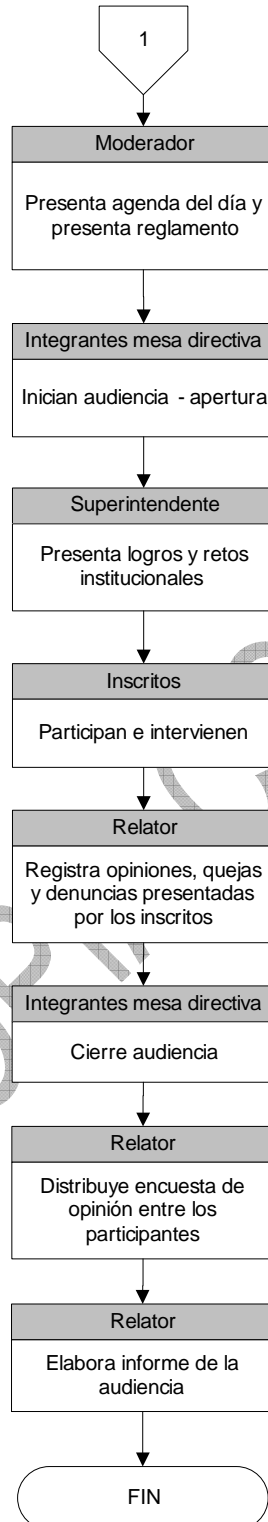 1
Moderador
Presenta agenda del día y
presenta reglamento
Integrantes mesa directiva
Inician audiencia - apertura
Superintendente
Presenta logros y retos
institucionales
Inscritos
Participan e intervienen
Relator
Registra opiniones, quejas
y denuncias presentadas
por los inscritos
Integrantes mesa directiva
Cierre audiencia
Relator
Distribuye encuesta de
opinión entre los
participantes
Relator
Elabora informe de la
audiencia
FIN